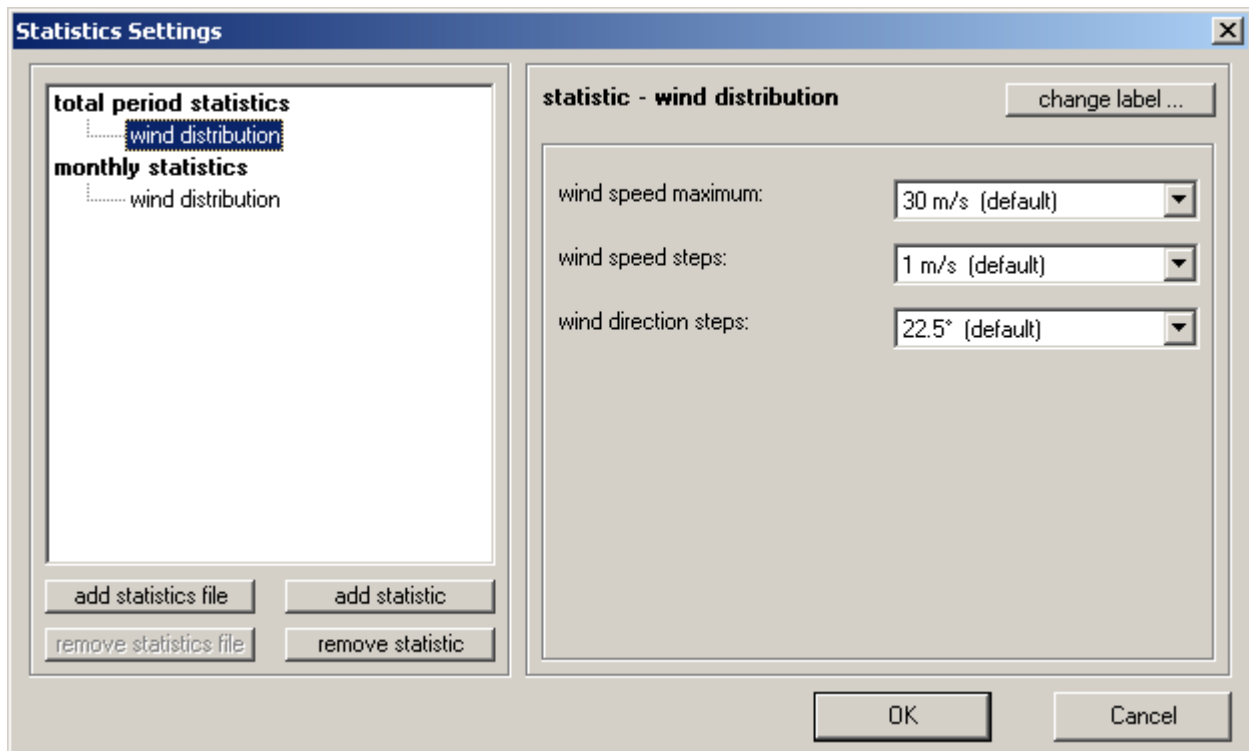 Statistics Settings
total period statistics
wind distribution
monthly statistics
wind distribution
add statistics file
add statistic
remove statistics file
remove statistic
statistic - wind distribution
change label ...
wind speed maximum:
30 m/s (default)
wind speed steps:
1 m/s (default)
wind direction steps:
22.5° (default)
OK
Cancel